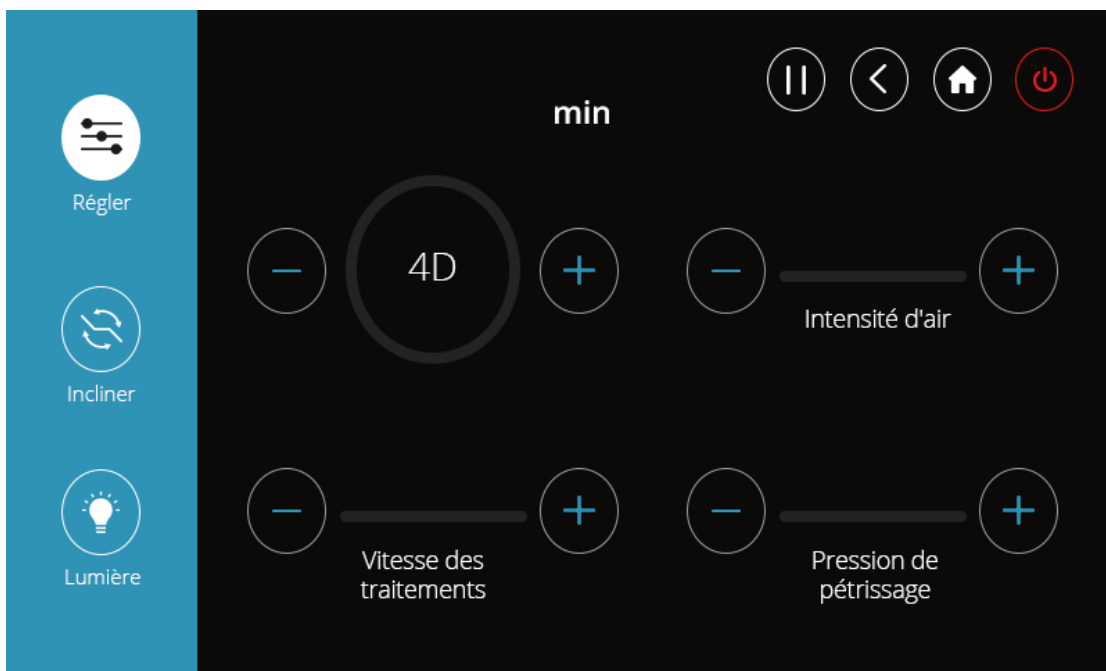 min
Régler
4D
Intensité d'air
Incliner
Vitesse des
traitements
Pression de
pétrissage
Lumière